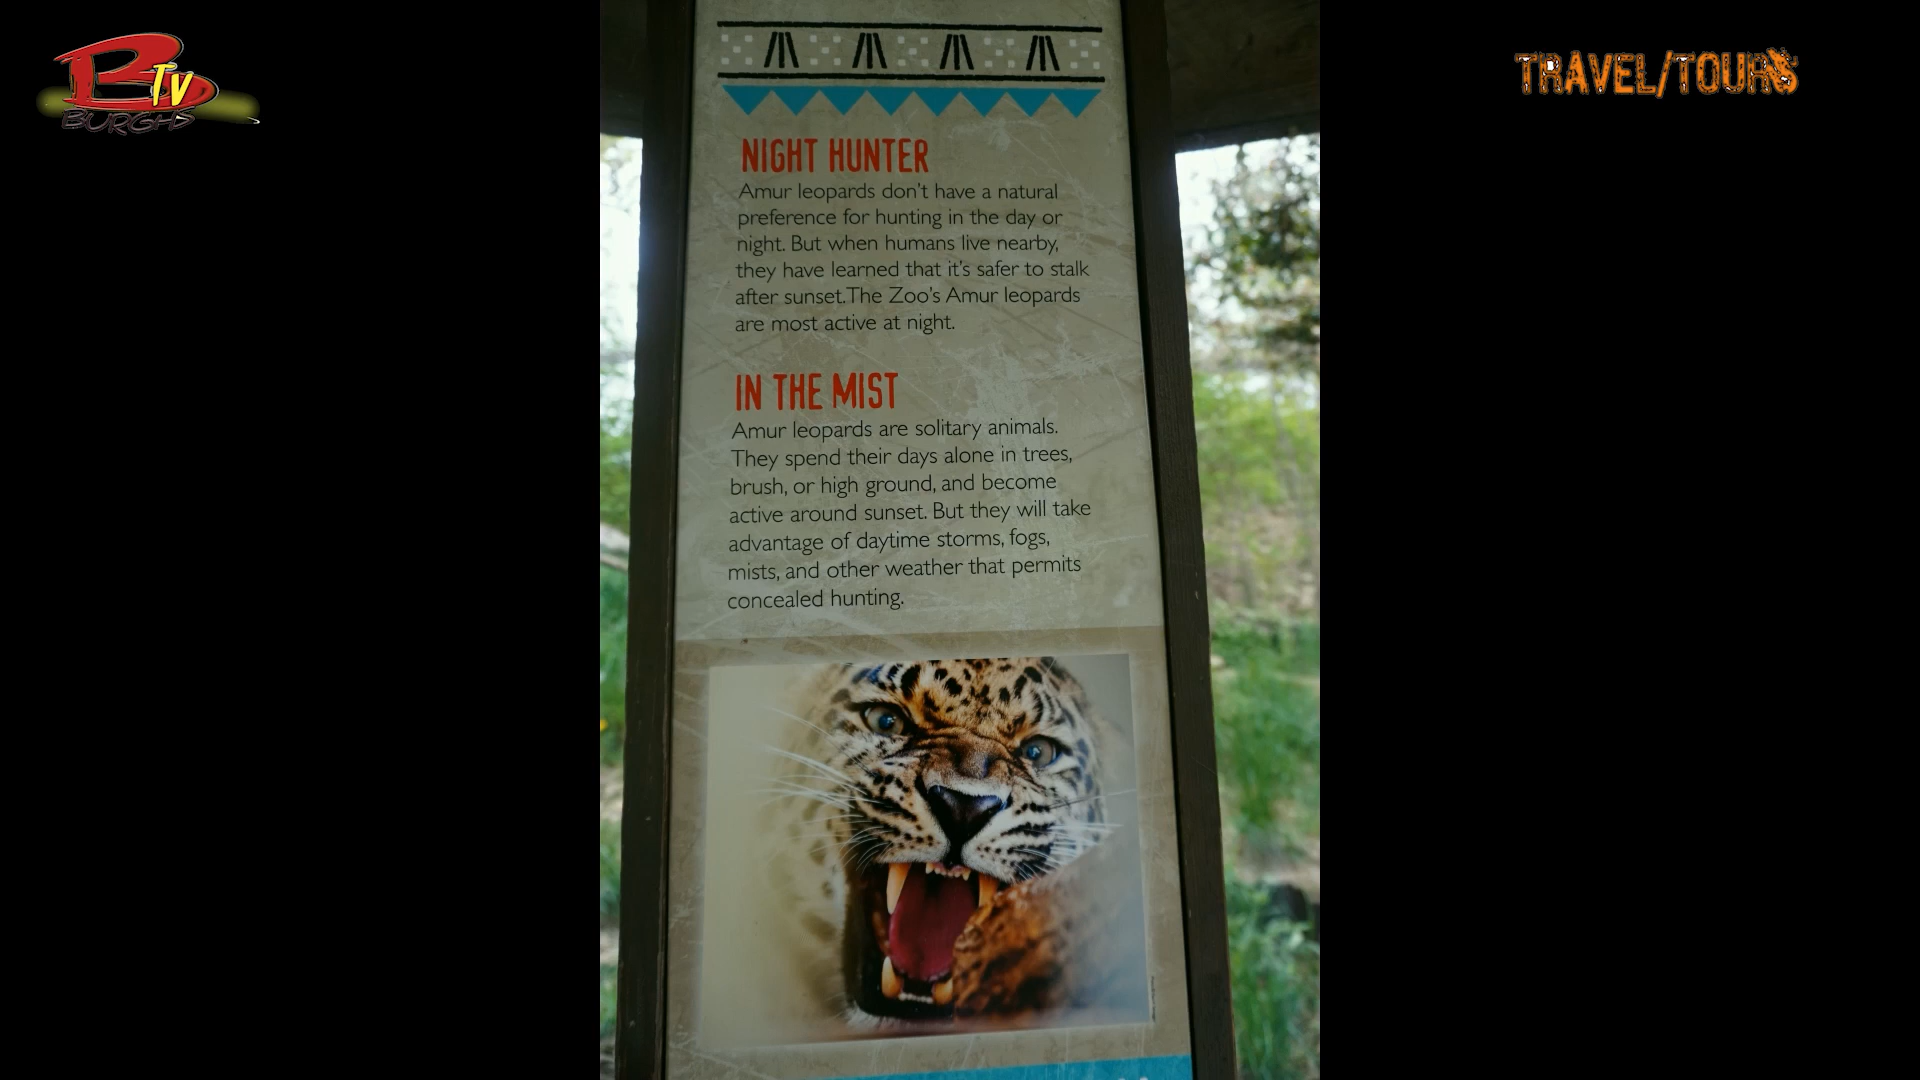 B TV
BURGHS
TRAVEL/TOURS
NIGHT HUNTER
Amur leopards don't have a natural
preference for hunting in the day or
night. But when humans live nearby,
they have learned that it's safer to stalk
after sunset. The Zoo's Amur leopards
are most active at night.
IN THE MIST
Amur leopards are solitary animals.
They spend their days alone in trees,
brush, or high ground, and become
active around sunset. But they will take
advantage of daytime storms, fogs,
mists, and other weather that permits
concealed hunting.